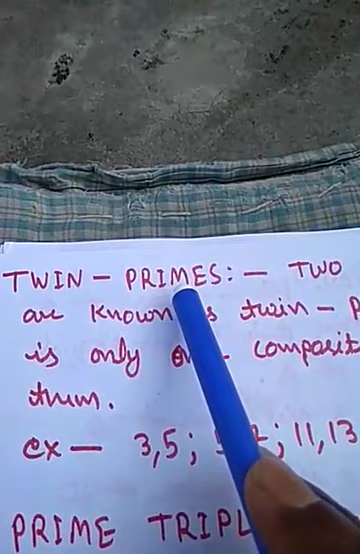 TWIN - PRIMES: - TWO
are known twin -
is only composit
them.
ex - 3,5; 11,13
PRIME TRIPL